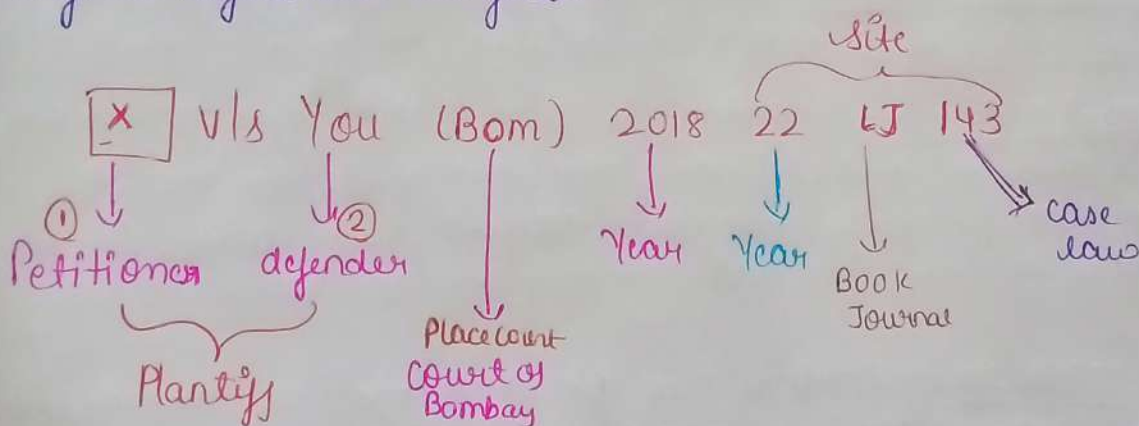 site
X v/s You (Bom) 2018 22 LJ 143
① ②
Petitioner defender Year Year case
law
Book
Journal
Place court
Court of
Bombay
Plantiff